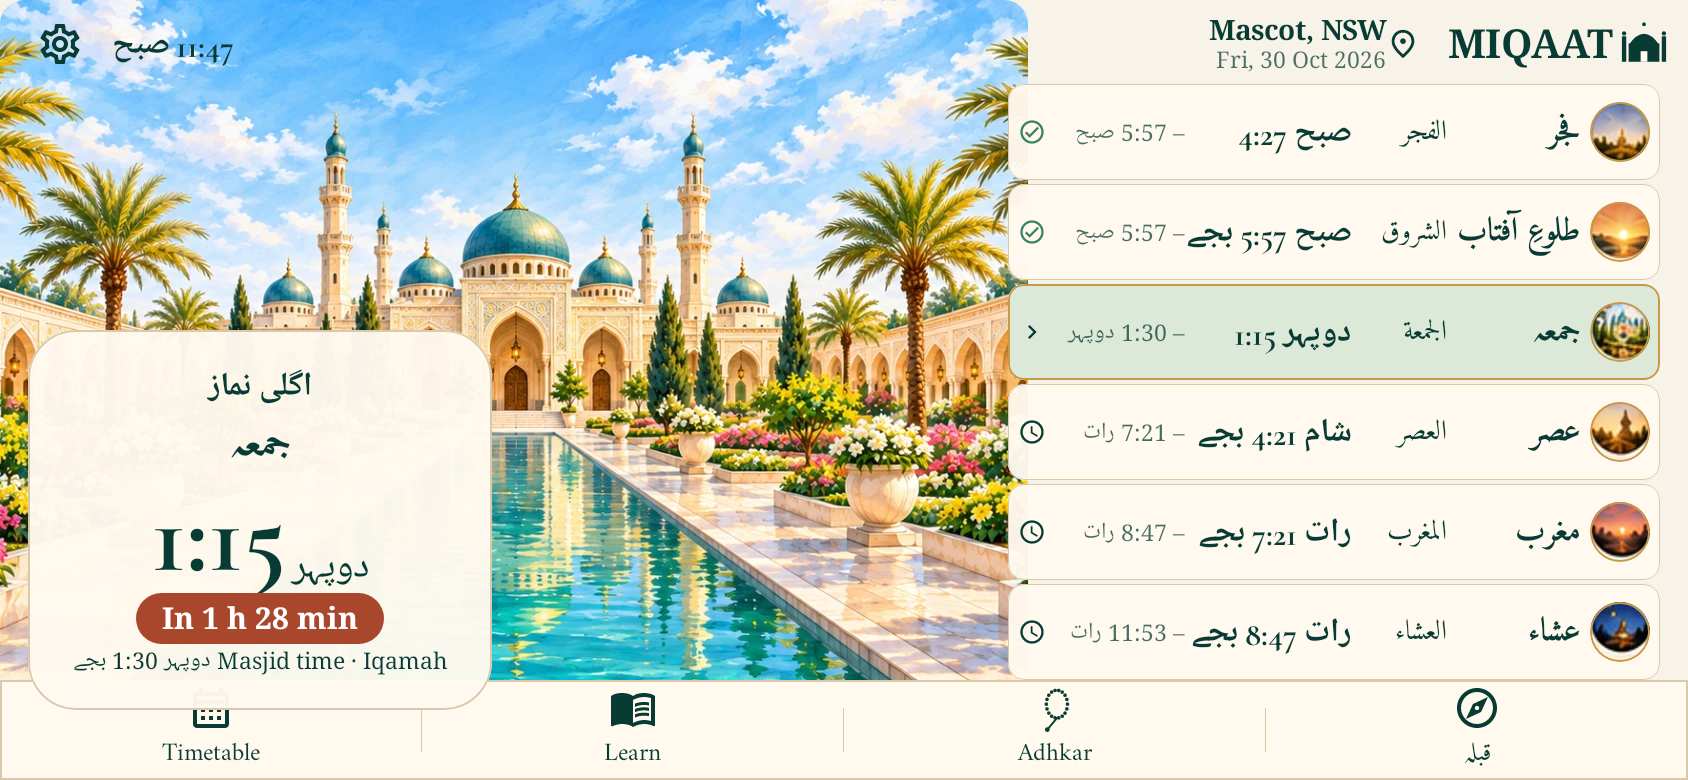 MIQAAT
Mascot, NSW
Fri, 30 Oct 2026
11:47 صبح
فجر الفجر صبح 4:27 – 5:57 صبح
طلوعِ آفتاب الشروق صبح 5:57 بجے – 5:57 صبح
جمعہ الجمعة دوپہر 1:15 – 1:30 دوپہر
عصر العصر شام 4:21 بجے – 7:21 رات
مغرب المغرب رات 7:21 بجے – 8:47 رات
عشاء العشاء رات 8:47 بجے – 11:53 رات
اگلی نماز
جمعہ
1:15 دوپہر
In 1 h 28 min
دوپہر 1:30 بجے Masjid time · Iqamah
Timetable
Learn
Adhkar
قبلہ